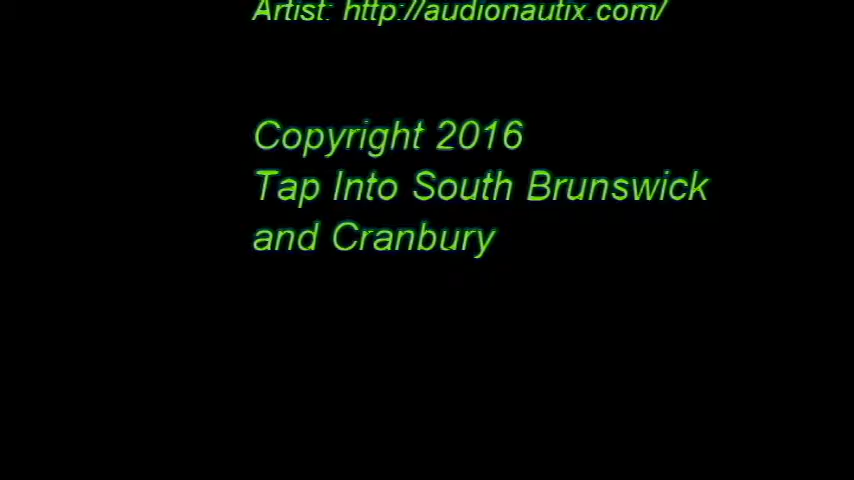 Artist: http://audionautix.com/
Copyright 2016
Tap Into South Brunswick
and Cranbury